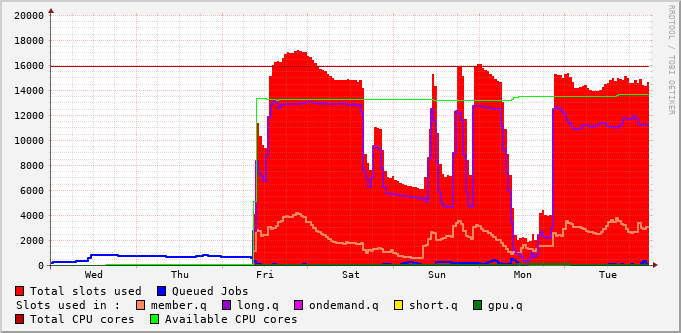 RRDTOOL / TOBI OETIKER
20000
18000
16000
14000
12000
10000
8000
6000
4000
2000
0
Wed Thu Fri Sat Sun Mon Tue
Total slots used Queued Jobs
Slots used in : member.q long.q ondemand.q short.q gpu.q
Total CPU cores Available CPU cores